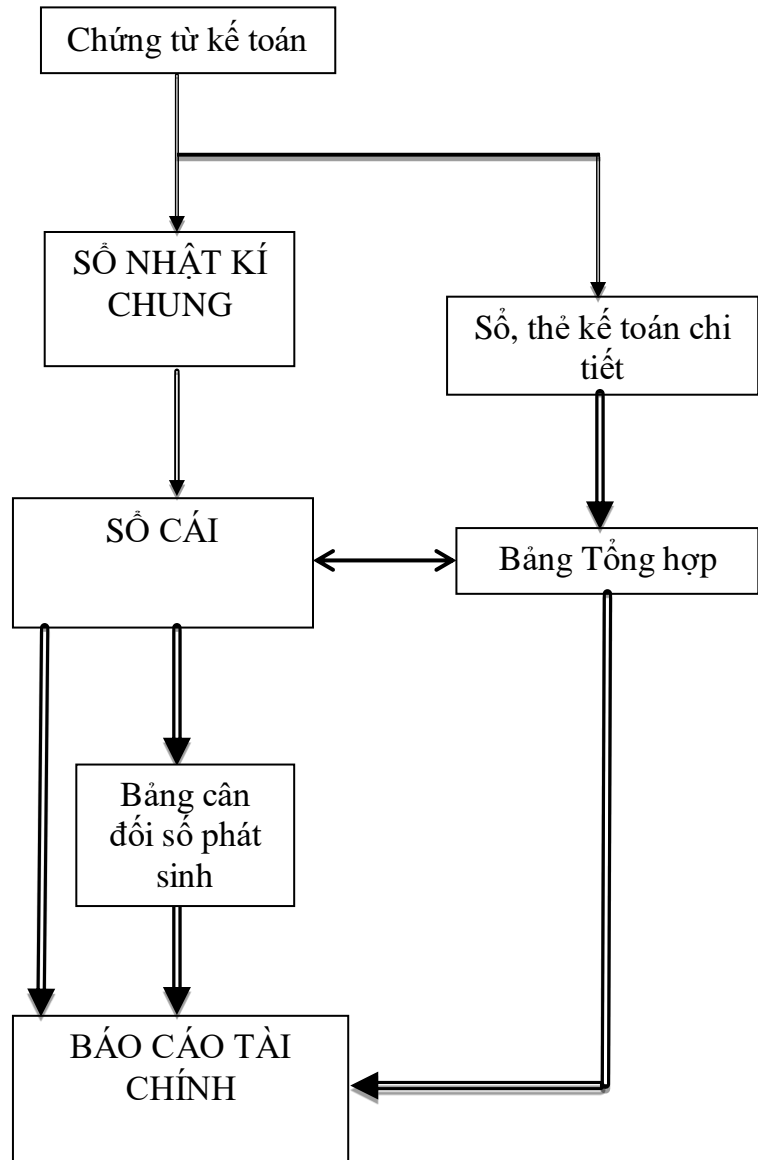 Chứng từ kế toán
SỔ NHẬT KÍ
CHUNG
Sổ, thẻ kế toán chi
tiết
SỔ CÁI
Bảng Tổng hợp
Bảng cân
đối số phát
sinh
BÁO CÁO TÀI
CHÍNH